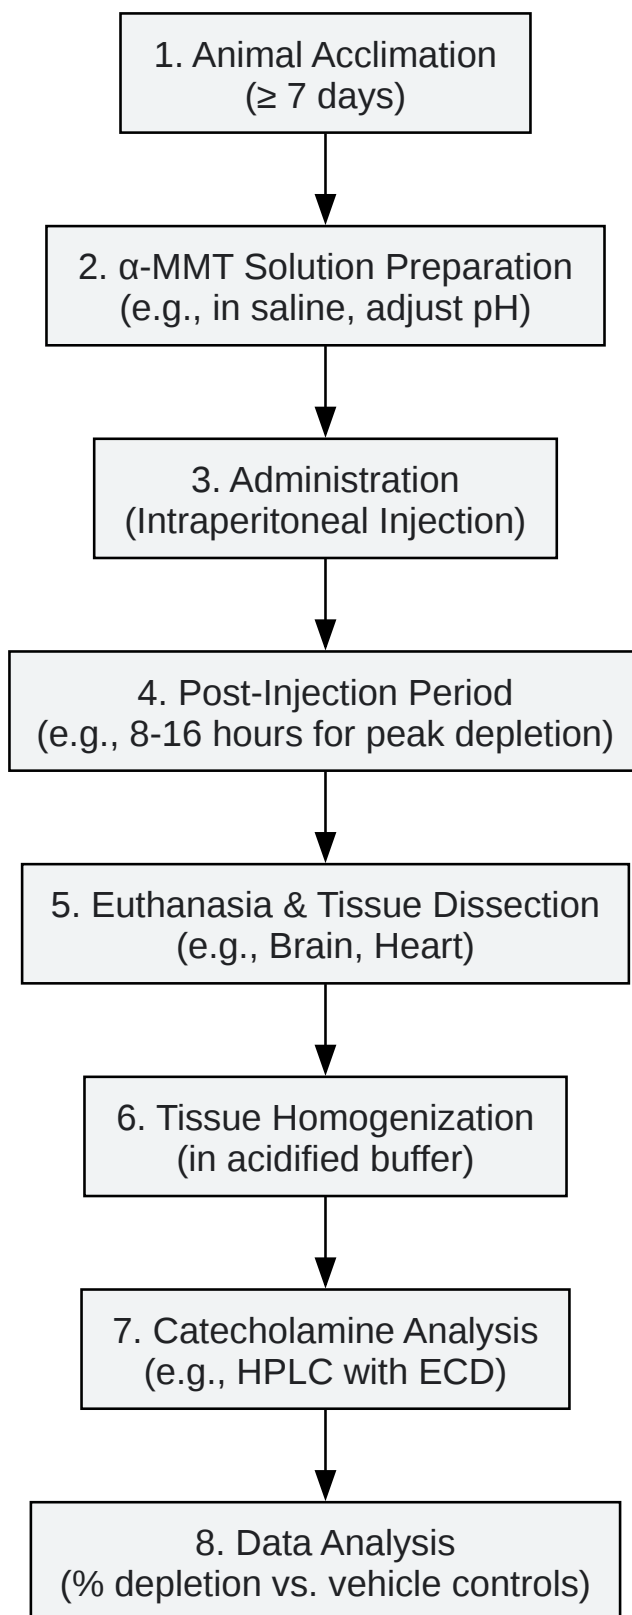 1. Animal Acclimation
(≥ 7 days)
2. α-MMT Solution Preparation
(e.g., in saline, adjust pH)
3. Administration
(Intraperitoneal Injection)
4. Post-Injection Period
(e.g., 8-16 hours for peak depletion)
5. Euthanasia & Tissue Dissection
(e.g., Brain, Heart)
6. Tissue Homogenization
(in acidified buffer)
7. Catecholamine Analysis
(e.g., HPLC with ECD)
8. Data Analysis
(% depletion vs. vehicle controls)